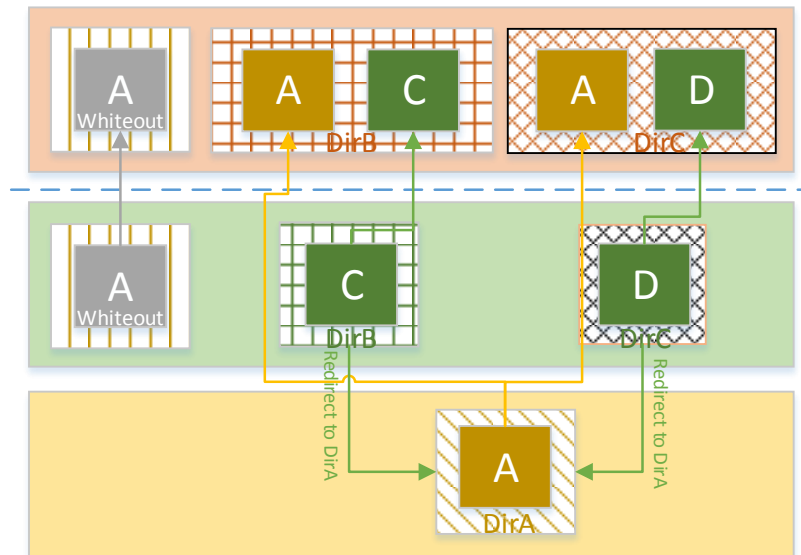 A
Whiteout
A
C
DirB
A
D
DirC
A
Whiteout
C
DirB
D
DirC
Redirect to DirA
Redirect to DirA
A
DirA